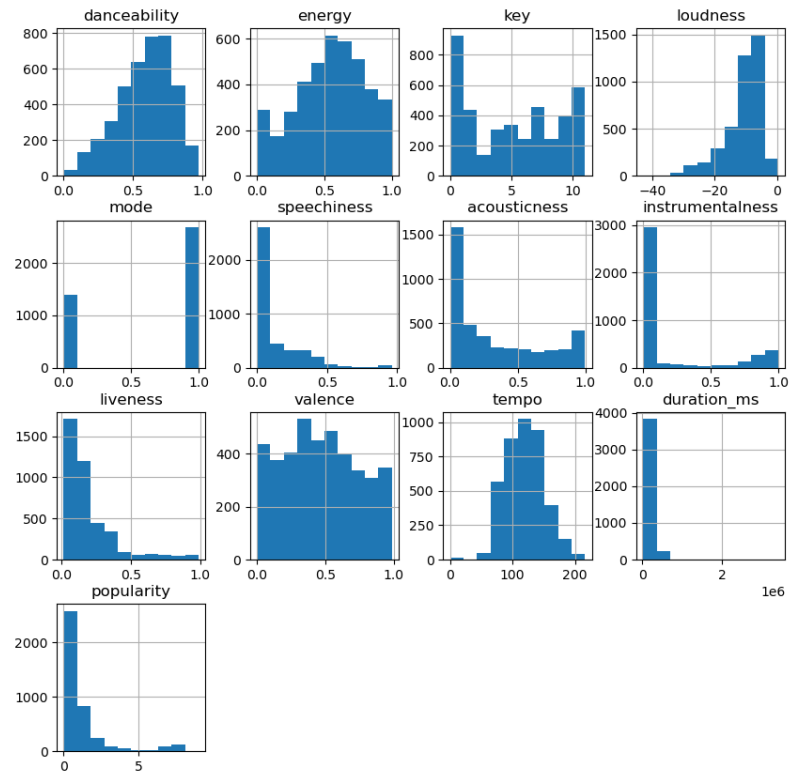 danceability energy key loudness
800 600 800 1500
600 400 600 1000
400 200 400 500
200 0 200 0
0 0
0.0 0.5 1.0 0.0 0.5 1.0 0 5 10 −40 −20 0
mode speechiness acousticness instrumentalness
2000 2000 1500 3000
1000 1000 1000 2000
0 0 500 1000
0 0
0.0 0.5 1.0 0.0 0.5 1.0 0.0 0.5 1.0 0.0 0.5 1.0
liveness valence tempo duration_ms
1500 400 1000 4000
1000 200 750 3000
500 0 500 2000
0 250 1000
0 0
0.0 0.5 1.0 0.0 0.5 1.0 0 100 200 0 2
1e6
popularity
2000
1000
0
0 5